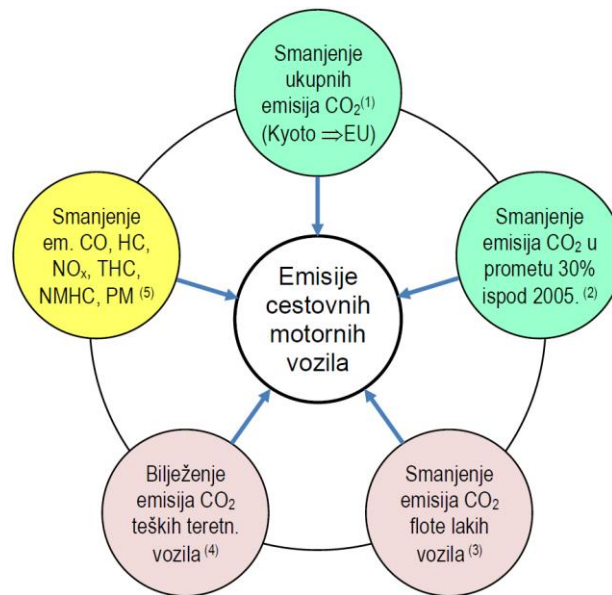 Smanjenje
ukupnih
emisija CO₂⁽¹⁾
(Kyoto ⇒EU)
Smanjenje
em. CO, HC,
NOₓ, THC,
NMHC, PM ⁽⁵⁾
Emisije
cestovnih
motornih
vozila
Smanjenje
emisija CO₂ u
prometu 30%
ispod 2005. ⁽²⁾
Bilježenje
emisija CO₂
teških teretn.
vozila ⁽⁴⁾
Smanjenje
emisija CO₂
flote lakih
vozila ⁽³⁾